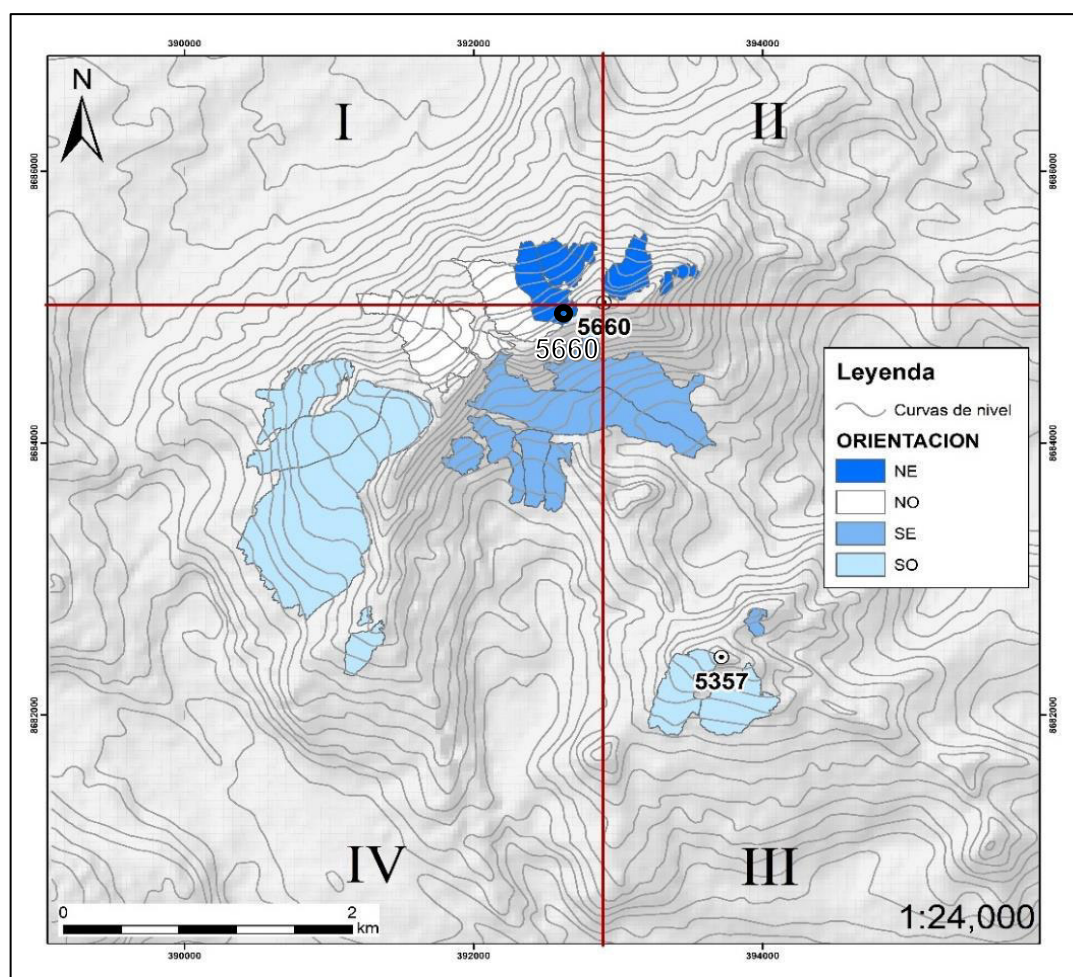 390000
392000
394000
N
I
II
8686000
8686000
5660
5660
Leyenda
Curvas de nivel
ORIENTACION
NE
NO
SE
SO
8684000
8684000
5357
8682000
8682000
IV
III
0
2
km
1:24,000
390000
392000
394000